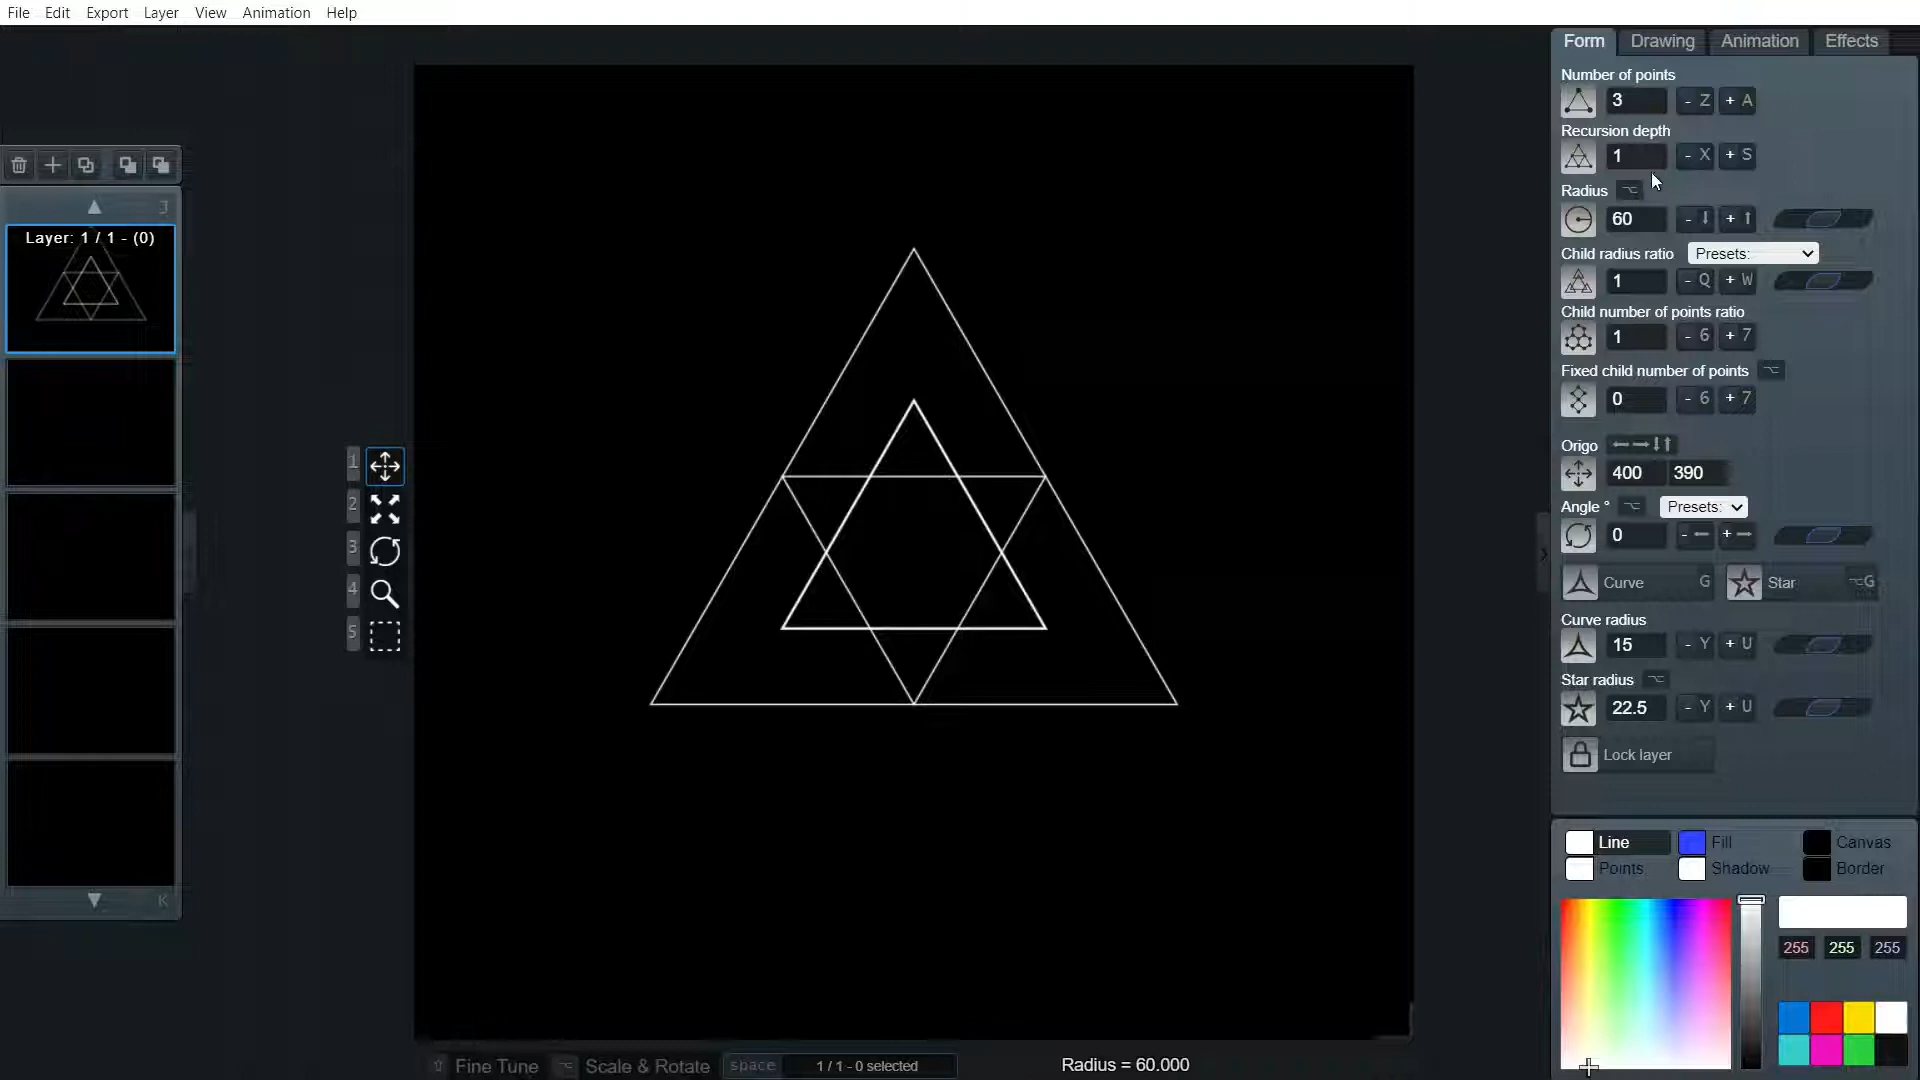 File Edit Export Layer View Animation Help
Form Drawing Animation Effects
Number of points
3 - Z + A
Recursion depth
1 - X + S
Radius
60 - +
Child radius ratio Presets:
1 - Q + W
Child number of points ratio
1 - 6 + 7
Fixed child number of points
0 - 6 + 7
Origo
400 390
Angle ° Presets:
0 - +
Curve G Star G
Curve radius
15 - Y + U
Star radius
22.5 - Y + U
Lock layer
J
Layer: 1 / 1 - (0)
K
1
2
3
4
5
Line Fill Canvas
Points Shadow Border
255 255 255
Fine Tune Scale & Rotate space 1 / 1 - 0 selected Radius = 60.000